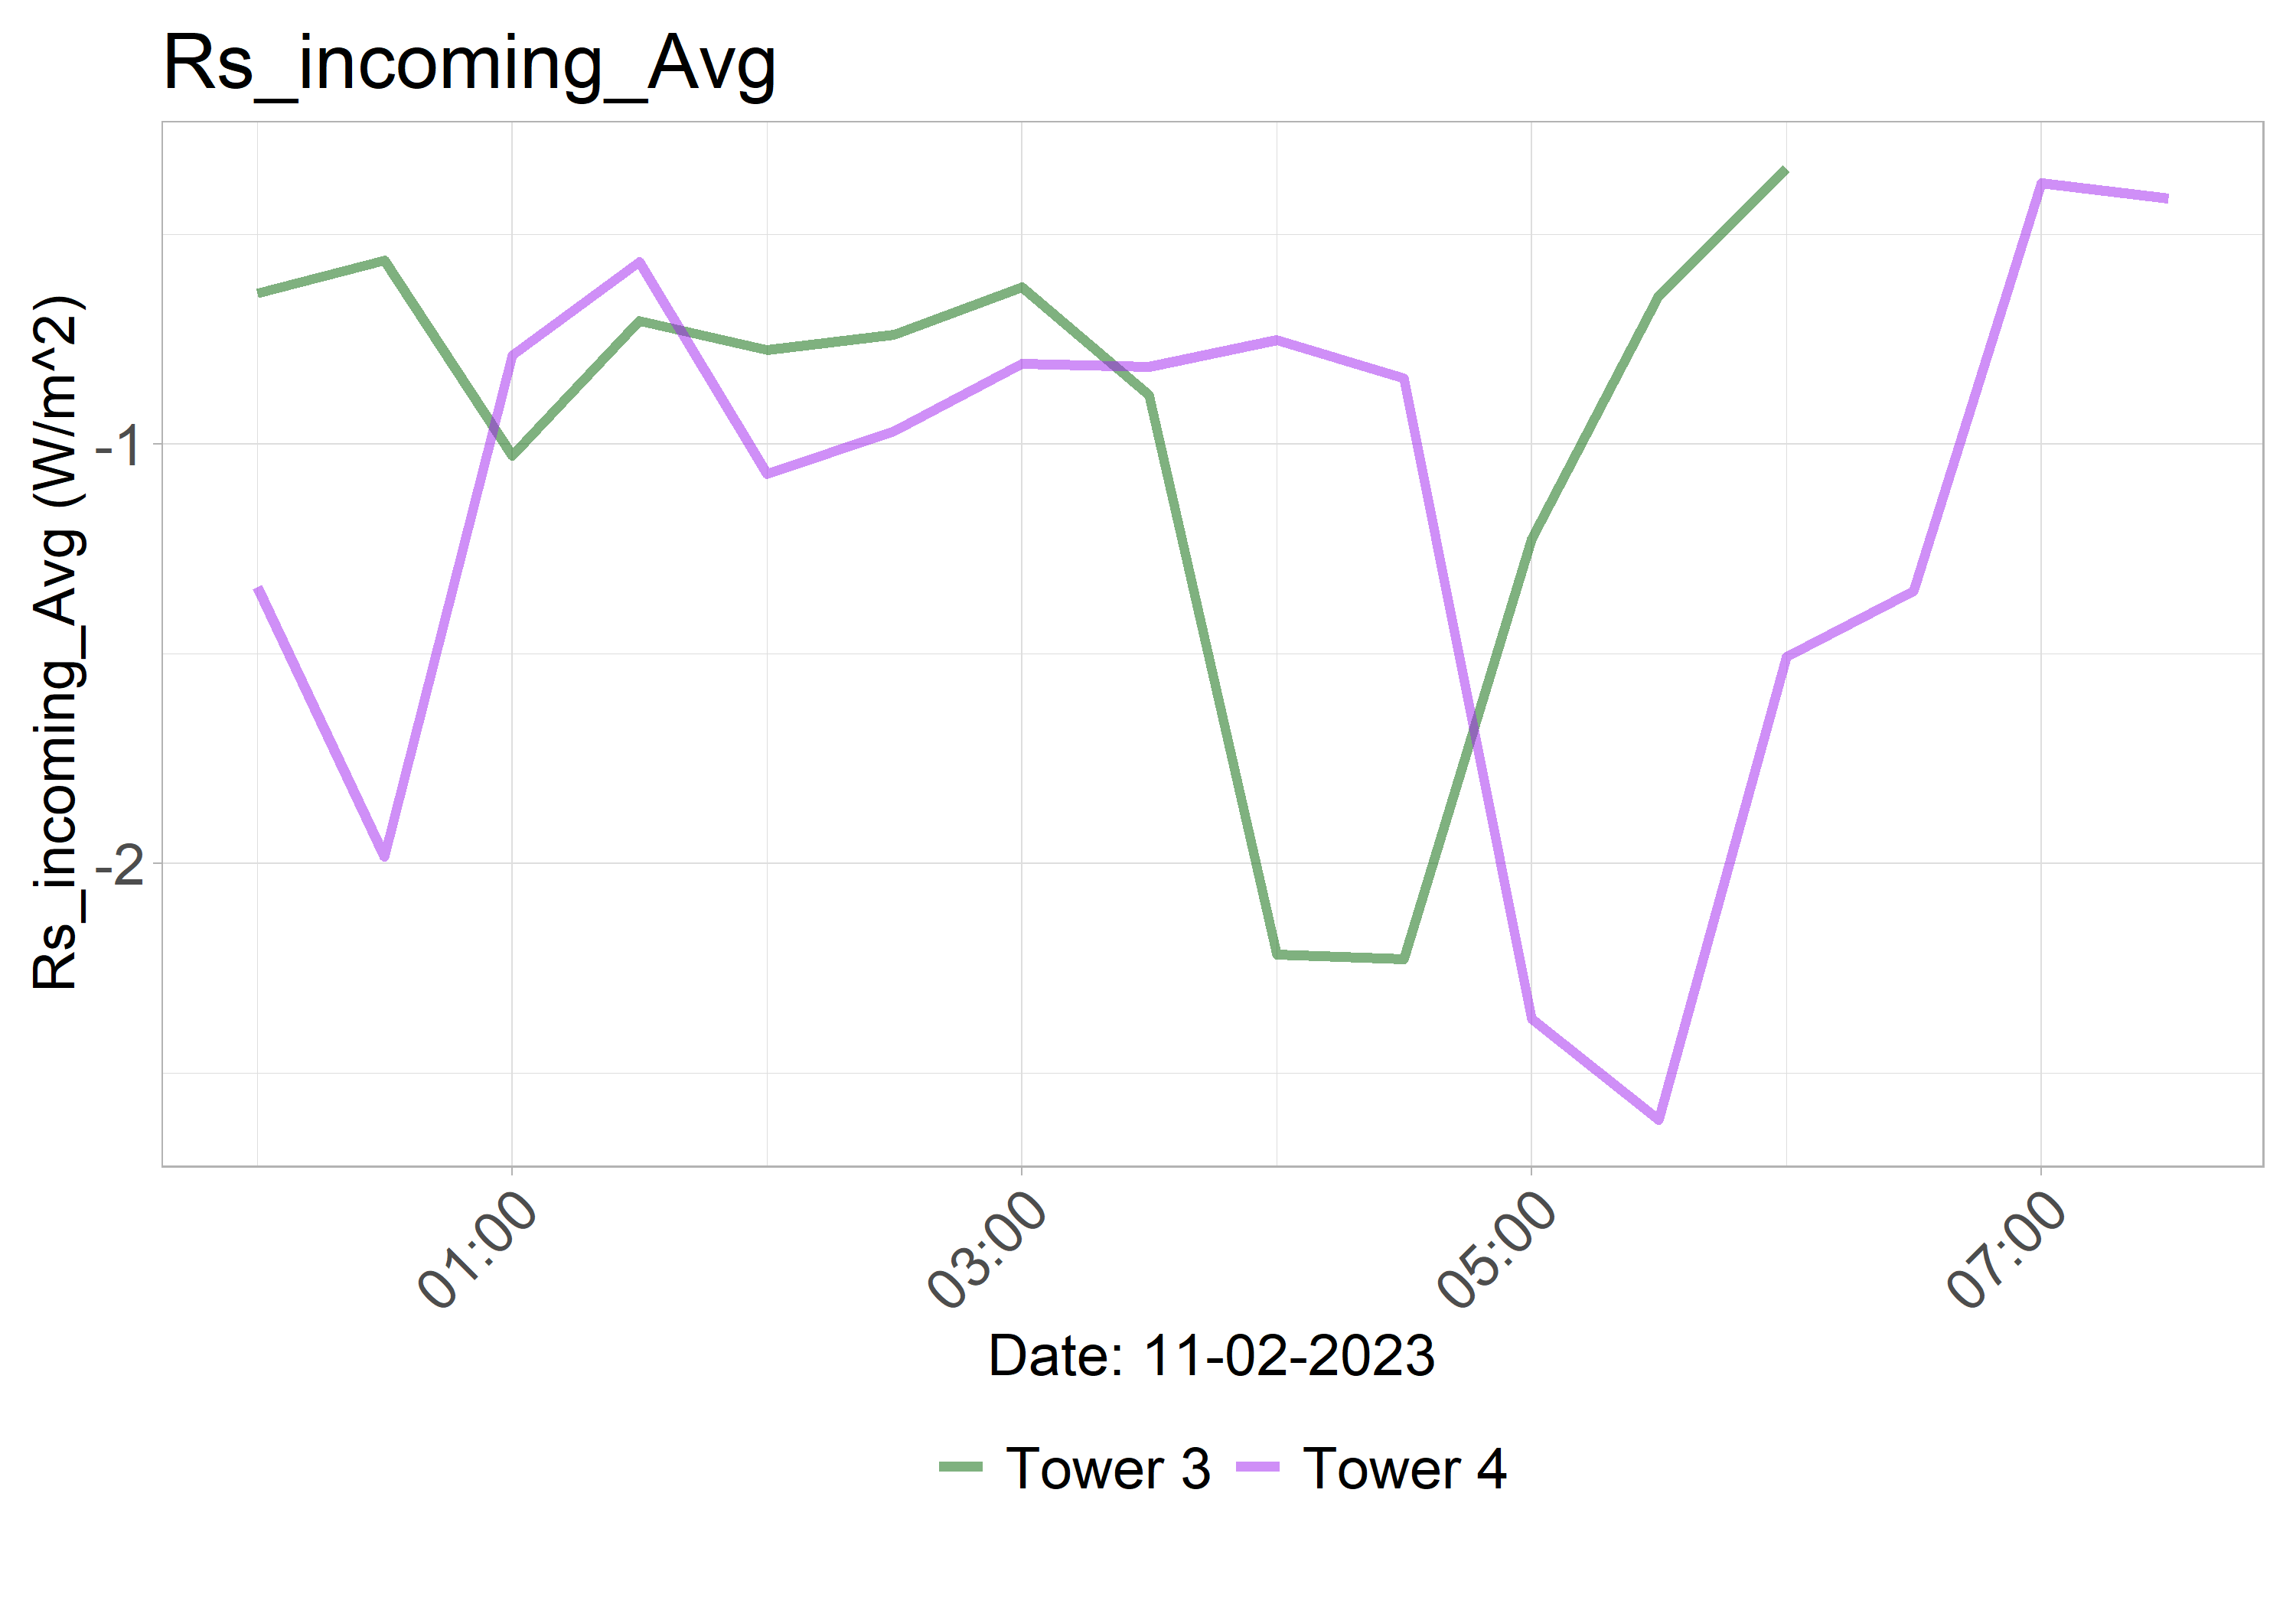 Rs_incoming_Avg
Rs_incoming_Avg (W/m^2)
-1
-2
01:00
03:00
05:00
07:00
Date: 11-02-2023
Tower 3
Tower 4